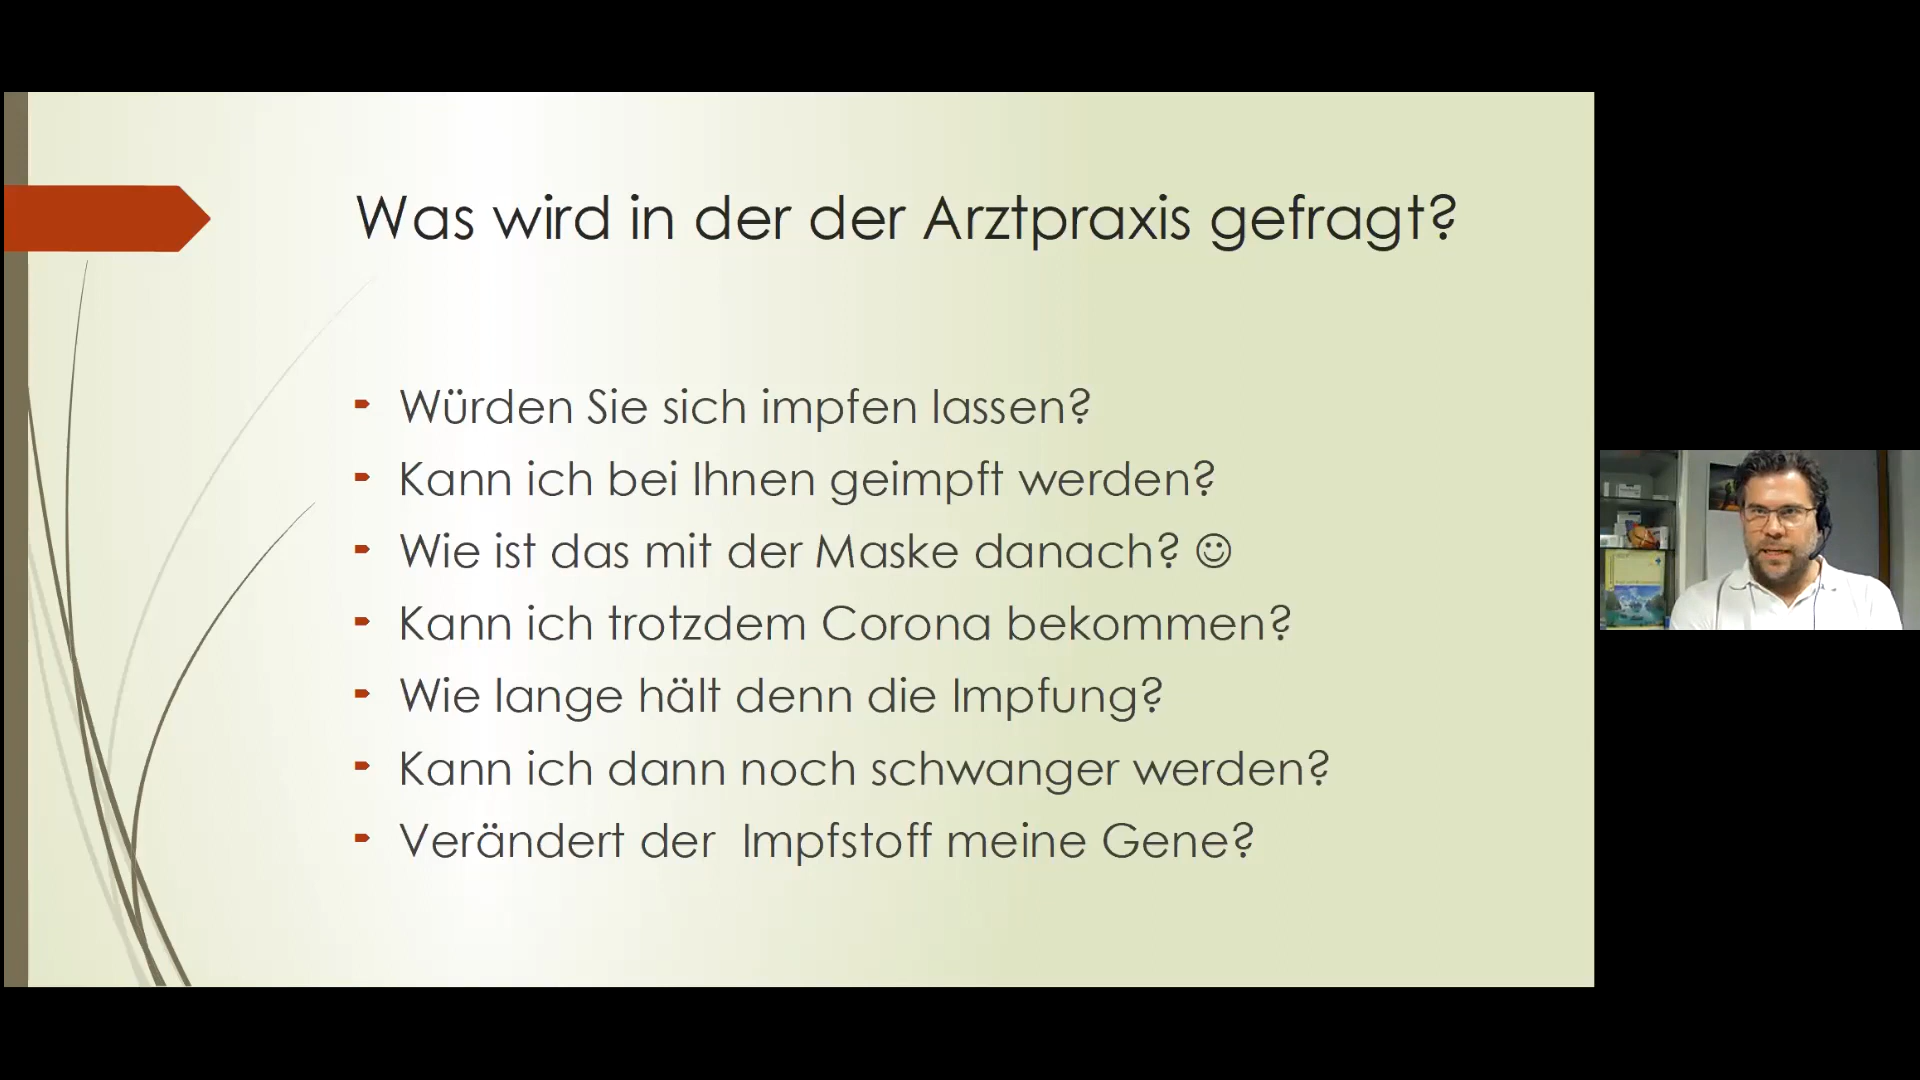 Was wird in der der Arztpraxis gefragt?
Würden Sie sich impfen lassen?
Kann ich bei Ihnen geimpft werden?
Wie ist das mit der Maske danach? ☺
Kann ich trotzdem Corona bekommen?
Wie lange hält denn die Impfung?
Kann ich dann noch schwanger werden?
Verändert der  Impfstoff meine Gene?